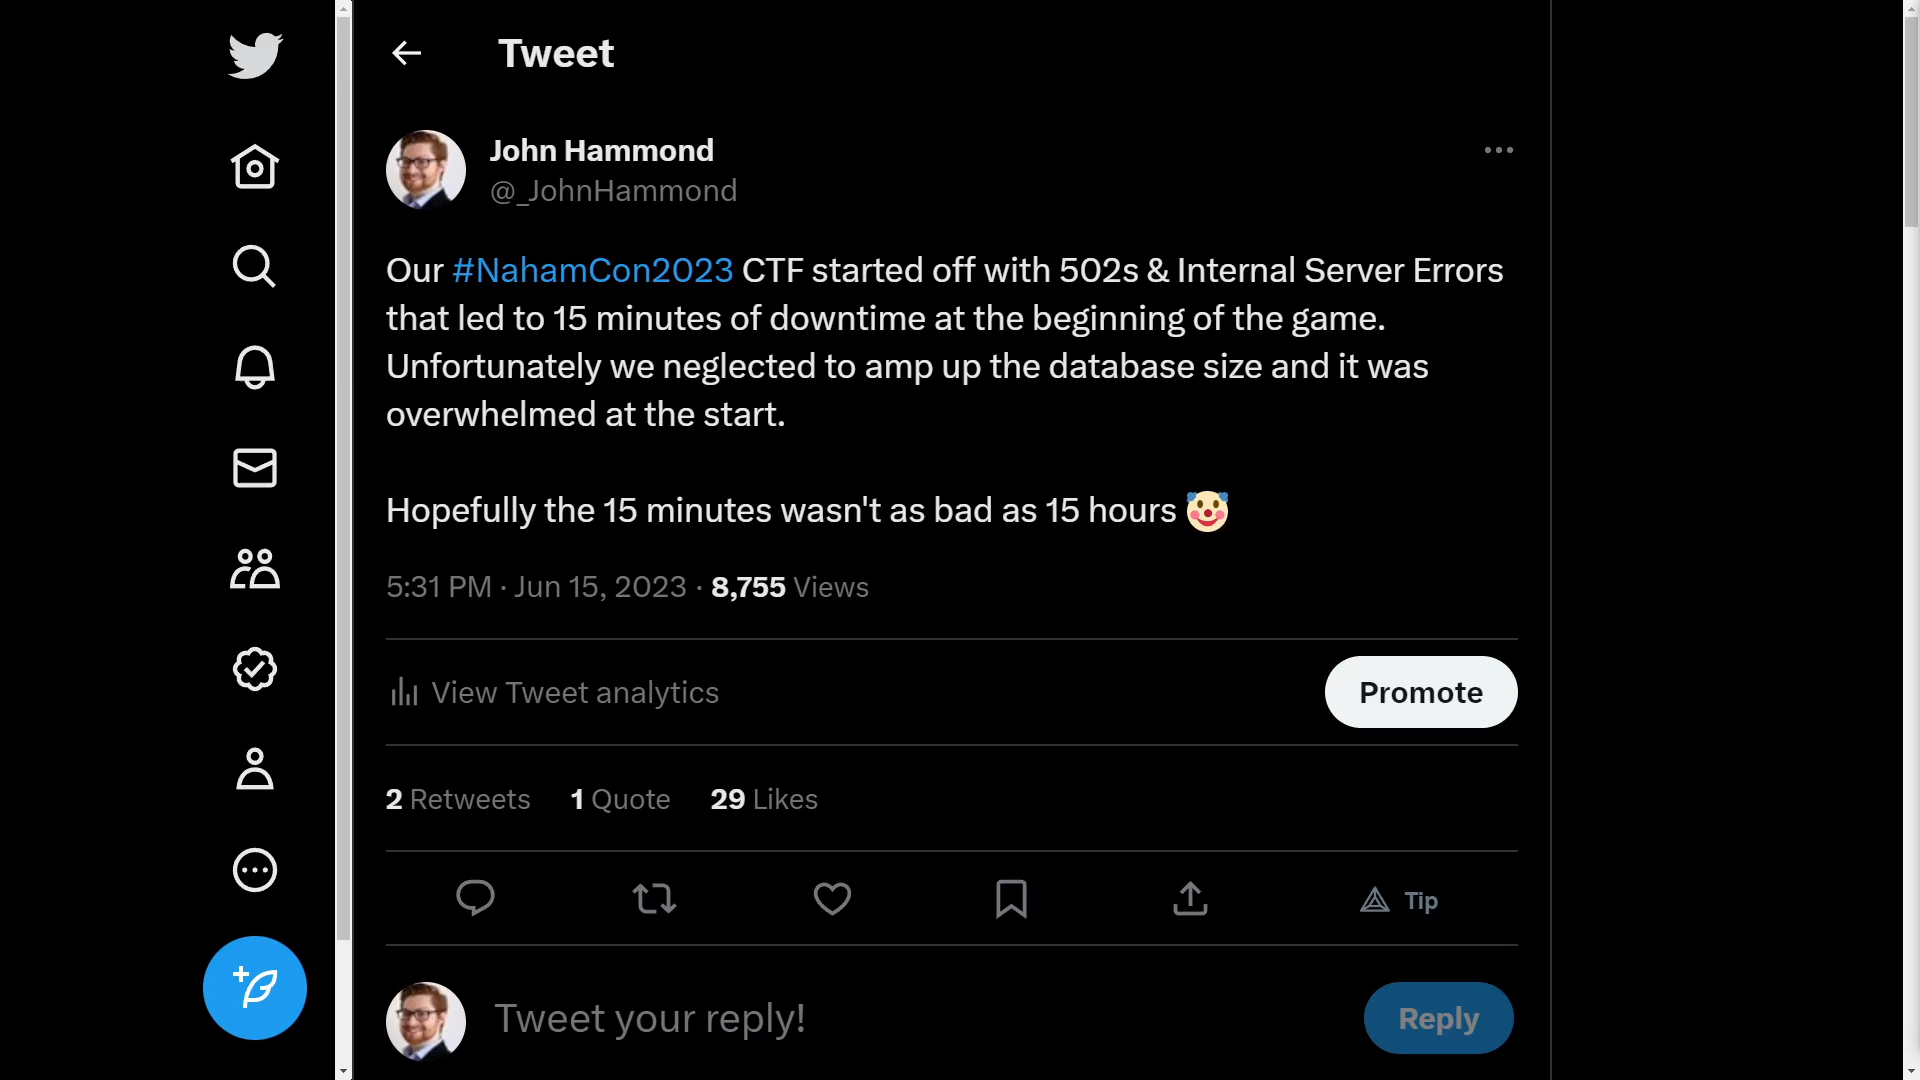 Tweet
John Hammond
@_JohnHammond
Our #NahamCon2023 CTF started off with 502s & Internal Server Errors
that led to 15 minutes of downtime at the beginning of the game.
Unfortunately we neglected to amp up the database size and it was
overwhelmed at the start.
Hopefully the 15 minutes wasn't as bad as 15 hours 🤡
5:31 PM · Jun 15, 2023 · 8,755 Views
View Tweet analytics
Promote
2 Retweets 1 Quote 29 Likes
Tip
Tweet your reply!
Reply